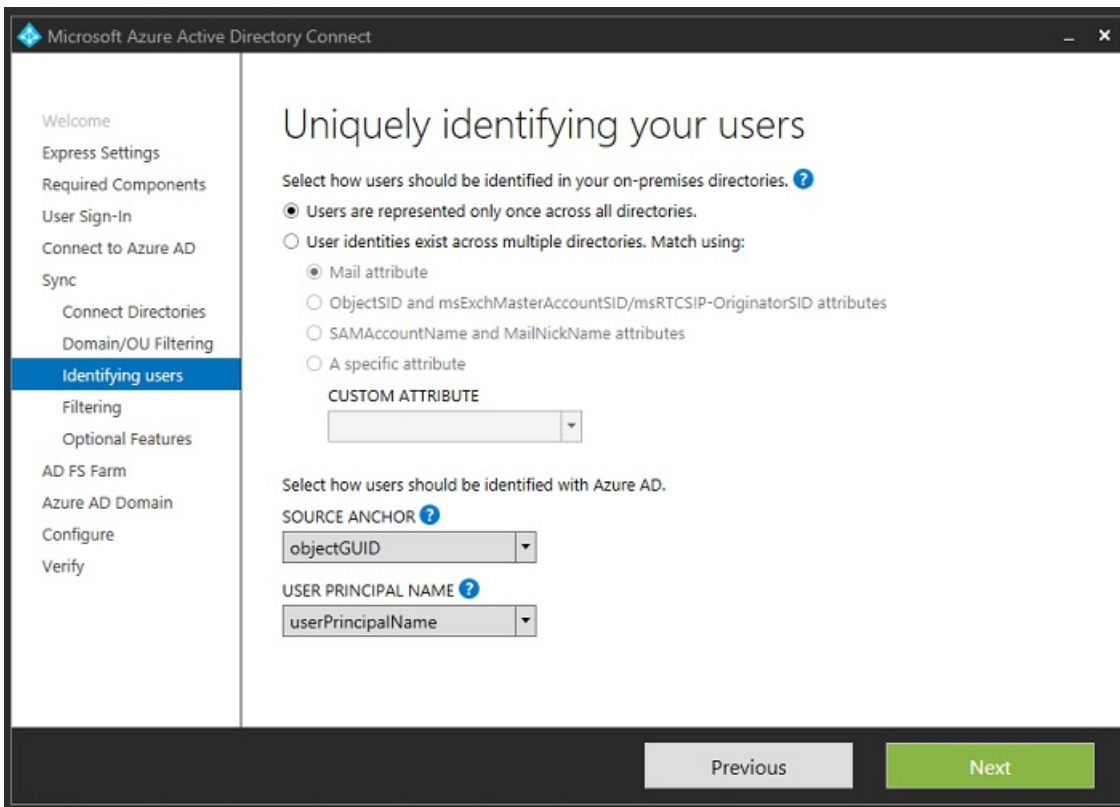 Microsoft Azure Active Directory Connect
Welcome
Express Settings
Required Components
User Sign-In
Connect to Azure AD
Sync
Connect Directories
Domain/OU Filtering
Identifying users
Filtering
Optional Features
AD FS Farm
Azure AD Domain
Configure
Verify
Uniquely identifying your users
Select how users should be identified in your on-premises directories. ?
Users are represented only once across all directories.
User identities exist across multiple directories. Match using:
Mail attribute
ObjectSID and msExchMasterAccountSID/msRTCSIP-OriginatorSID attributes
SAMAccountName and MailNickName attributes
A specific attribute
CUSTOM ATTRIBUTE
Select how users should be identified with Azure AD.
SOURCE ANCHOR ?
objectGUID
USER PRINCIPAL NAME ?
userPrincipalName
Previous
Next